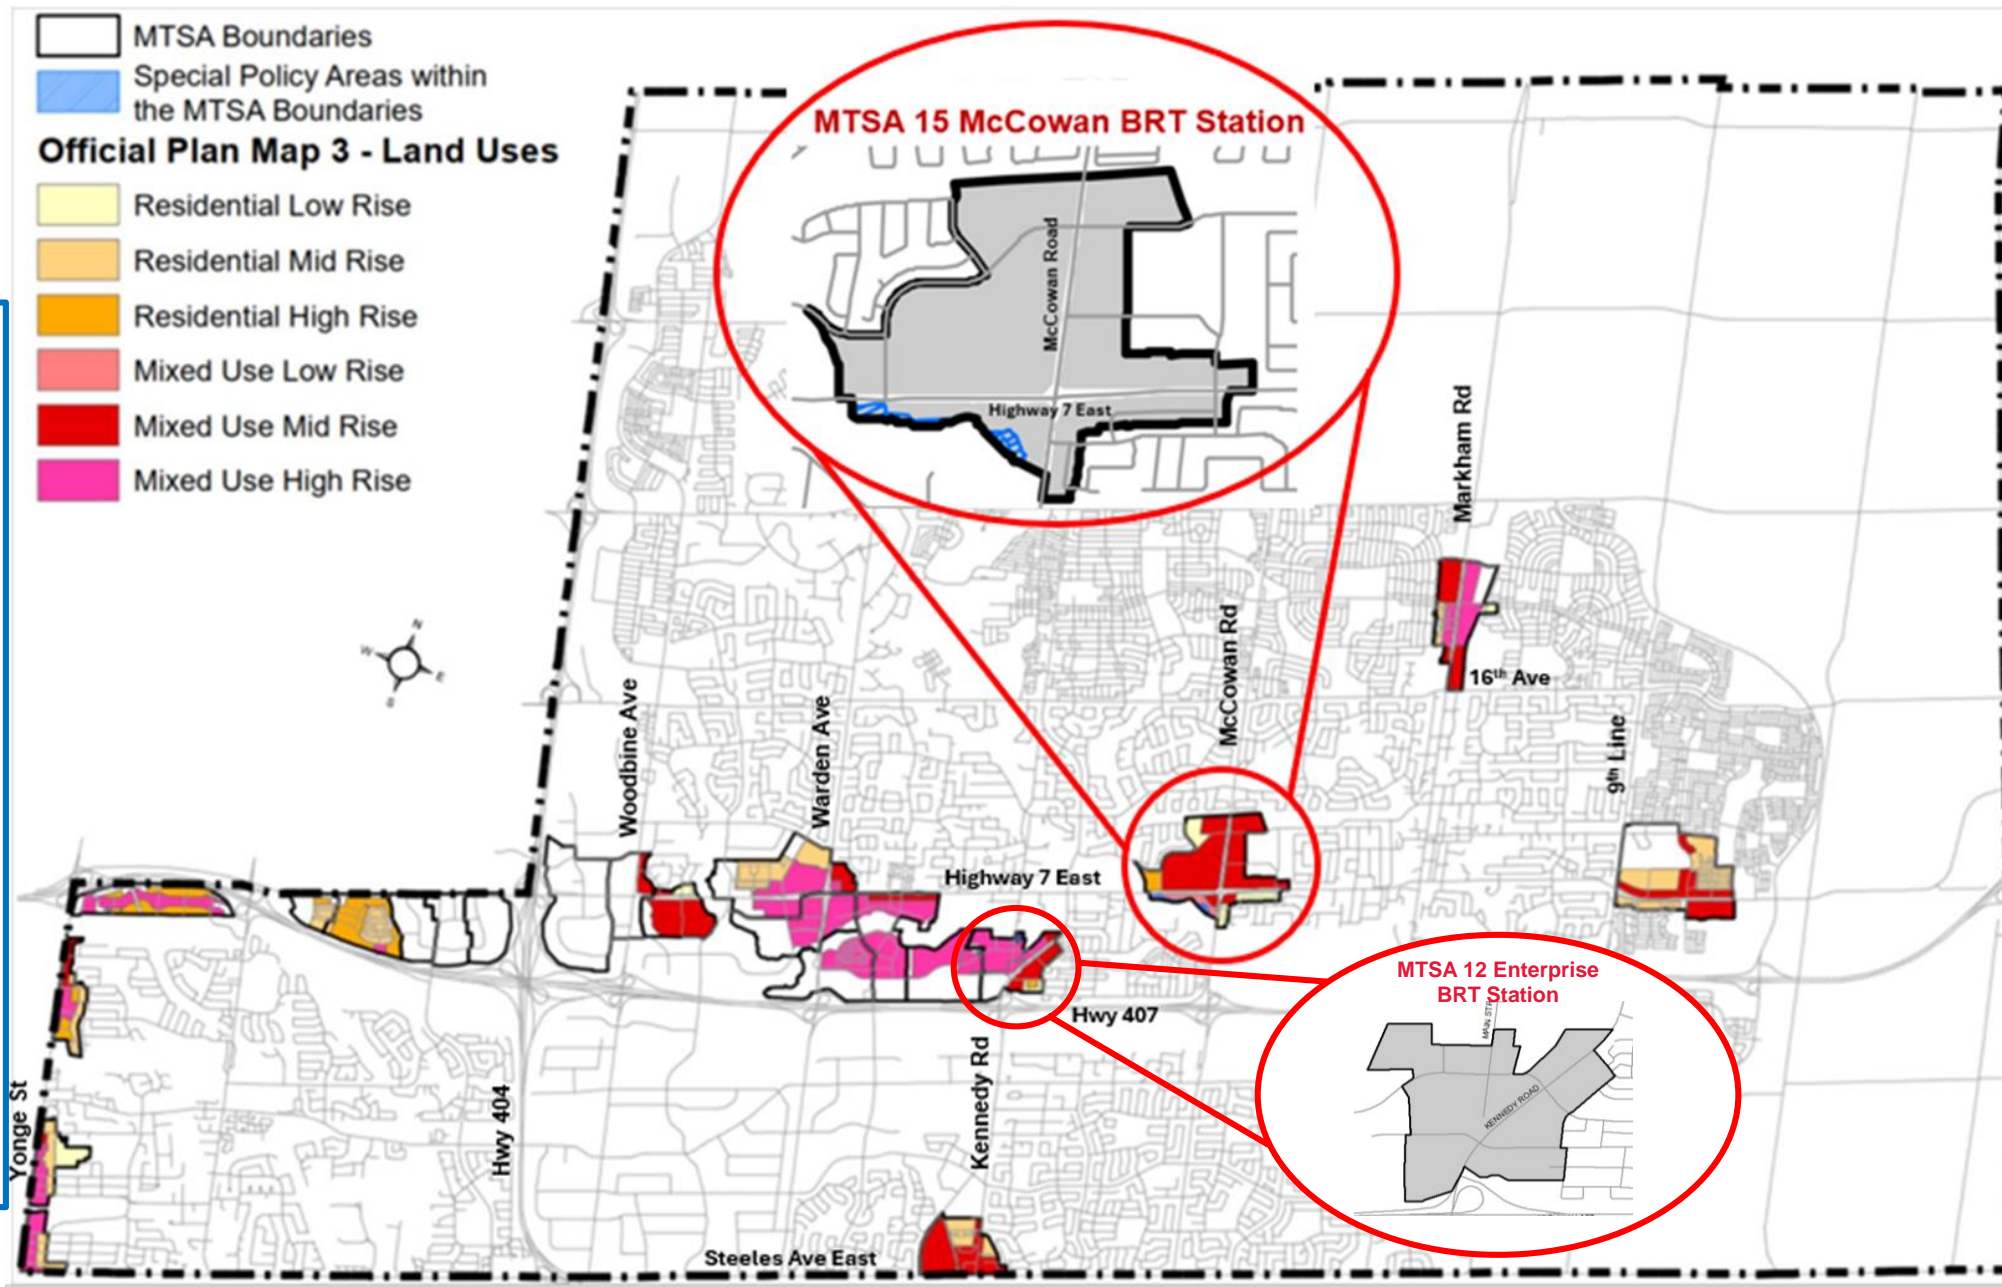 MTSA Boundaries
Special Policy Areas within
the MTSA Boundaries
Official Plan Map 3 - Land Uses
Residential Low Rise
Residential Mid Rise
Residential High Rise
Mixed Use Low Rise
Mixed Use Mid Rise
Mixed Use High Rise
MTSA 15 McCowan BRT Station
McCowan Road
Highway 7 East
Markham Rd
N
W
E
S
McCowan Rd
16th Ave
Woodbine Ave
Warden Ave
9th Line
Highway 7 East
MTSA 12 Enterprise
BRT Station
MAIN STR
KENNEDY ROAD
Hwy 407
Kennedy Rd
Yonge St
Hwy 404
Steeles Ave East